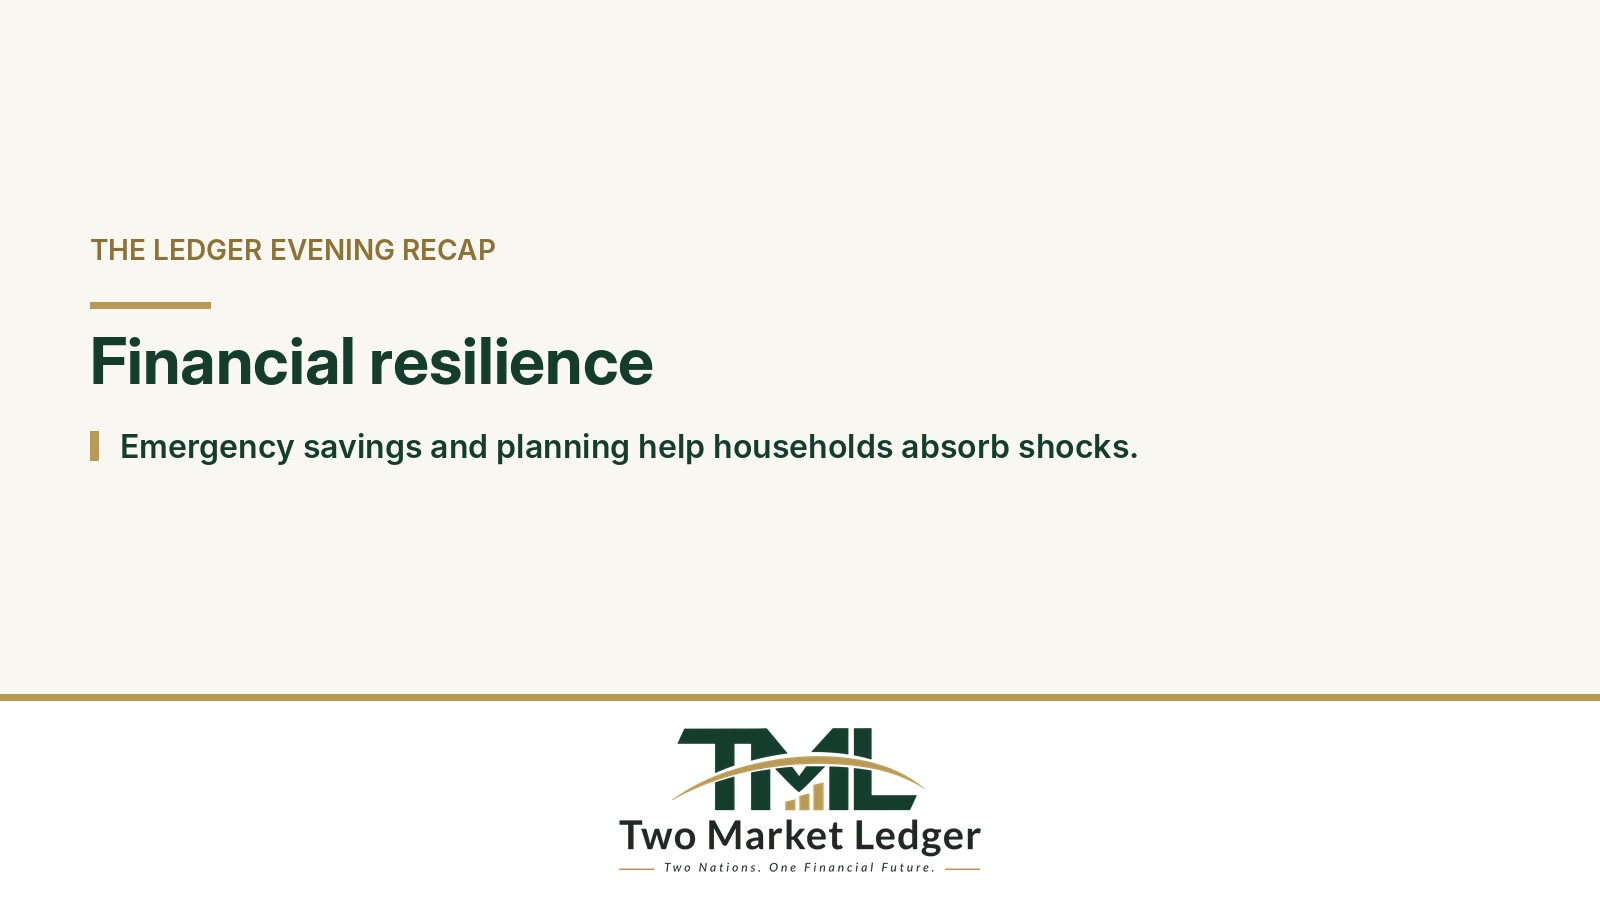 THE LEDGER EVENING RECAP
Financial resilience
Emergency savings and planning help households absorb shocks.
TML
Two Market Ledger
Two Nations. One Financial Future.